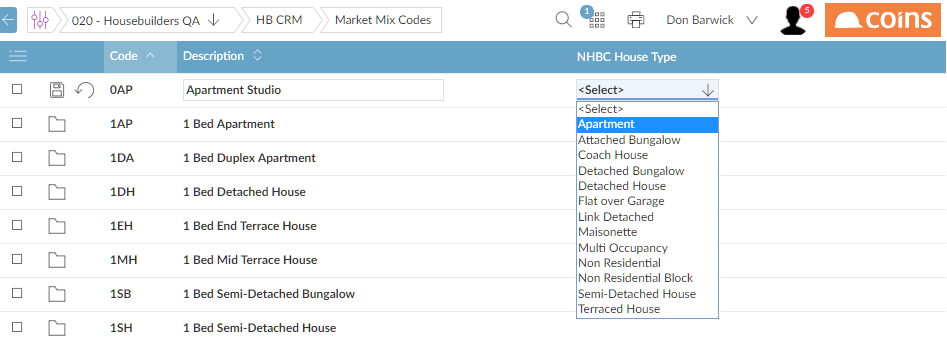 020 - Housebuilders QA
HB CRM
Market Mix Codes
1
Don Barwick
5
coins
Code
Description
NHBC House Type
0AP
Apartment Studio
<Select>
<Select>
1AP
1 Bed Apartment
Apartment
Attached Bungalow
1DA
1 Bed Duplex Apartment
Coach House
Detached Bungalow
1DH
1 Bed Detached House
Detached House
Flat over Garage
Link Detached
1EH
1 Bed End Terrace House
Maisonette
Multi Occupancy
1MH
1 Bed Mid Terrace House
Non Residential
Non Residential Block
1SB
1 Bed Semi-Detached Bungalow
Semi-Detached House
Terraced House
1SH
1 Bed Semi-Detached House